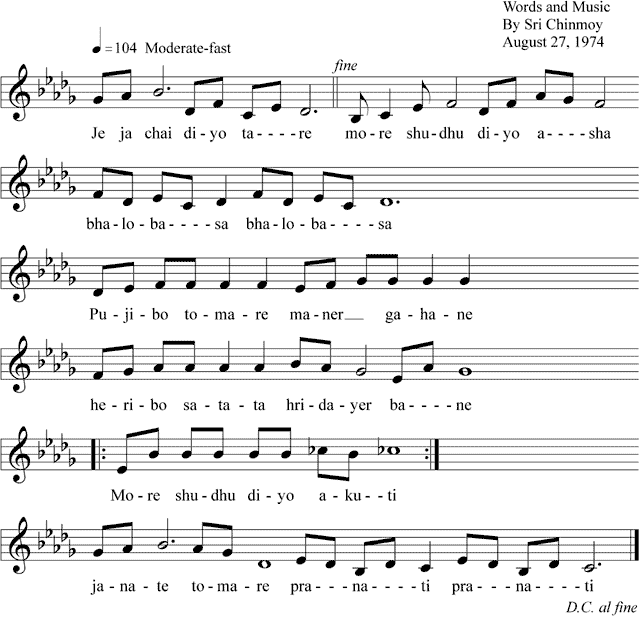 Words and Music
By Sri Chinmoy
August 27, 1974
=104 Moderate-fast
fine
Je ja chai di-yo ta----re more shu-dhu di-yo a----sha
bha-lo-ba----sa bha-lo-ba----sa
Pu-ji-bo to-ma-re ma-ner__ ga-ha-ne
he-ri-bo sa-ta-ta hri-da-yer ba----ne
Mo-re shu-dhu di-yo a-ku--ti
ja-na-te to-ma-re pra----na----ti pra----na----ti
D.C. al fine